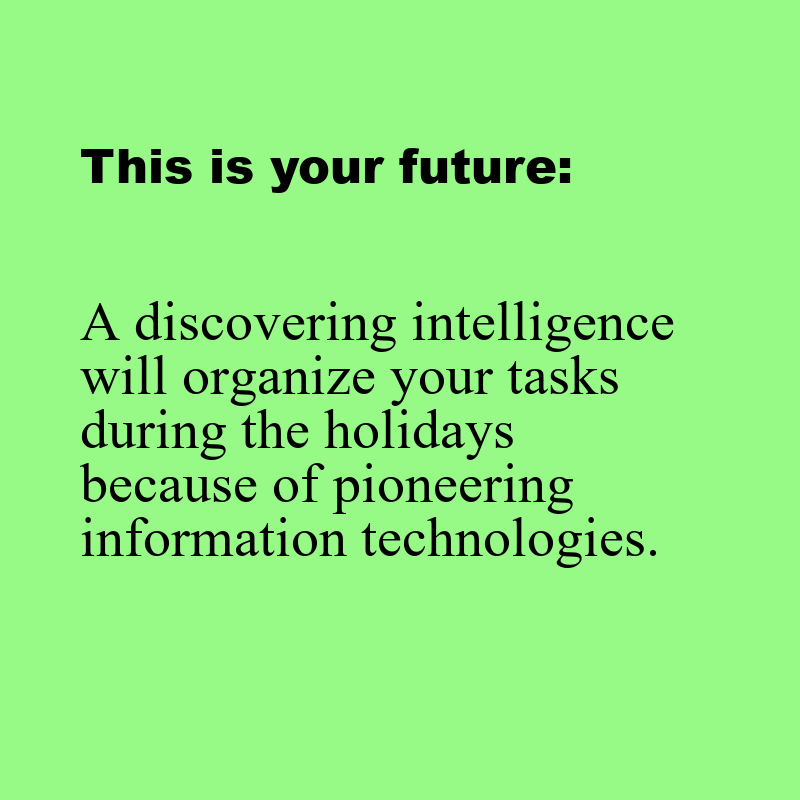 This is your future:
A discovering intelligence
will organize your tasks
during the holidays
because of pioneering
information technologies.